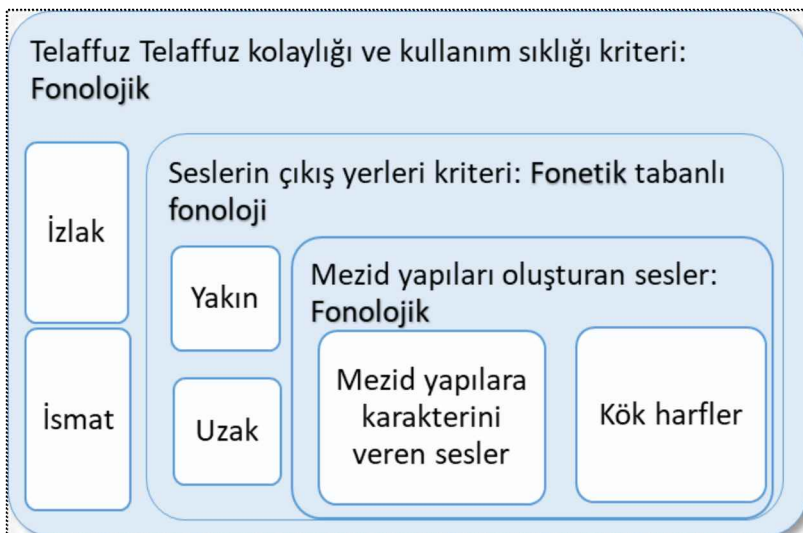 Telaffuz Telaffuz kolaylığı ve kullanım sıklığı kriteri:
Fonolojik
İzlak
İsmat
Seslerin çıkış yerleri kriteri: Fonetik tabanlı
fonoloji
Yakın
Uzak
Mezid yapıları oluşturan sesler:
Fonolojik
Mezid yapılara
karakterini
veren sesler
Kök harfler